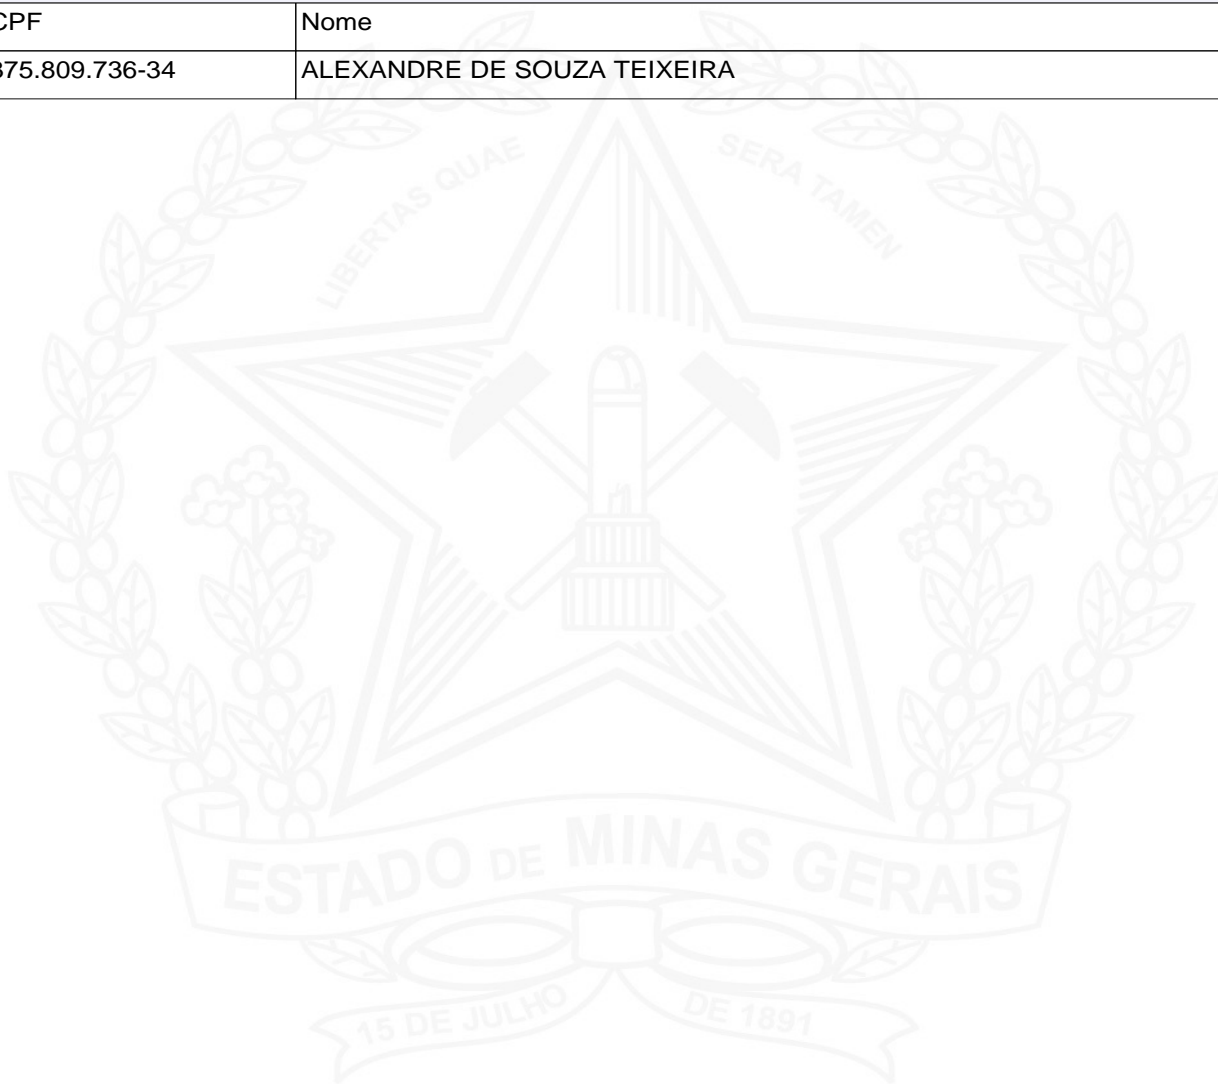 CPF Nome
875.809.736-34 ALEXANDRE DE SOUZA TEIXEIRA
LIBERTAS QUAE SERA TAMEN
ESTADO DE MINAS GERAIS
15 DE JULHO DE 1891